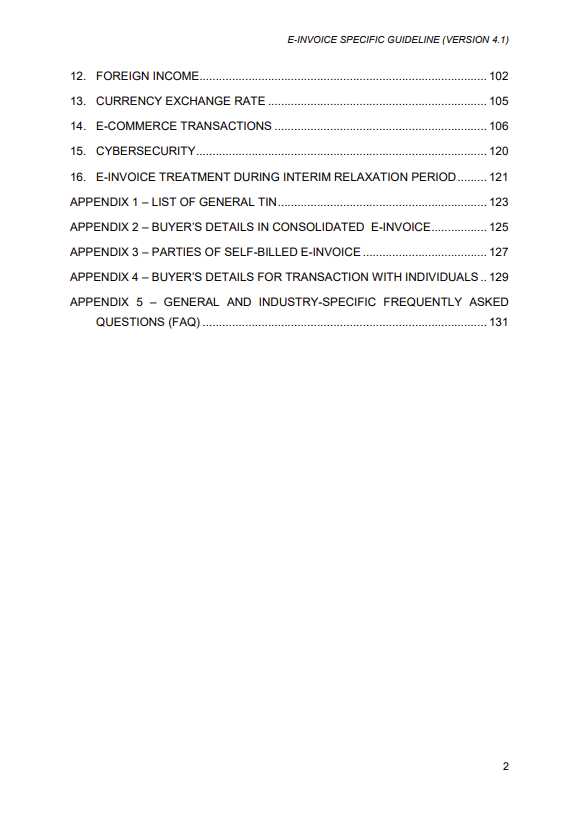 E-INVOICE SPECIFIC GUIDELINE (VERSION 4.1)
12. FOREIGN INCOME........................................................................................ 102
13. CURRENCY EXCHANGE RATE ................................................................... 105
14. E-COMMERCE TRANSACTIONS ................................................................. 106
15. CYBERSECURITY......................................................................................... 120
16. E-INVOICE TREATMENT DURING INTERIM RELAXATION PERIOD......... 121
APPENDIX 1 – LIST OF GENERAL TIN................................................................ 123
APPENDIX 2 – BUYER'S DETAILS IN CONSOLIDATED E-INVOICE................. 125
APPENDIX 3 – PARTIES OF SELF-BILLED E-INVOICE ...................................... 127
APPENDIX 4 – BUYER'S DETAILS FOR TRANSACTION WITH INDIVIDUALS .. 129
APPENDIX 5 – GENERAL AND INDUSTRY-SPECIFIC FREQUENTLY ASKED
QUESTIONS (FAQ) ....................................................................................... 131
2